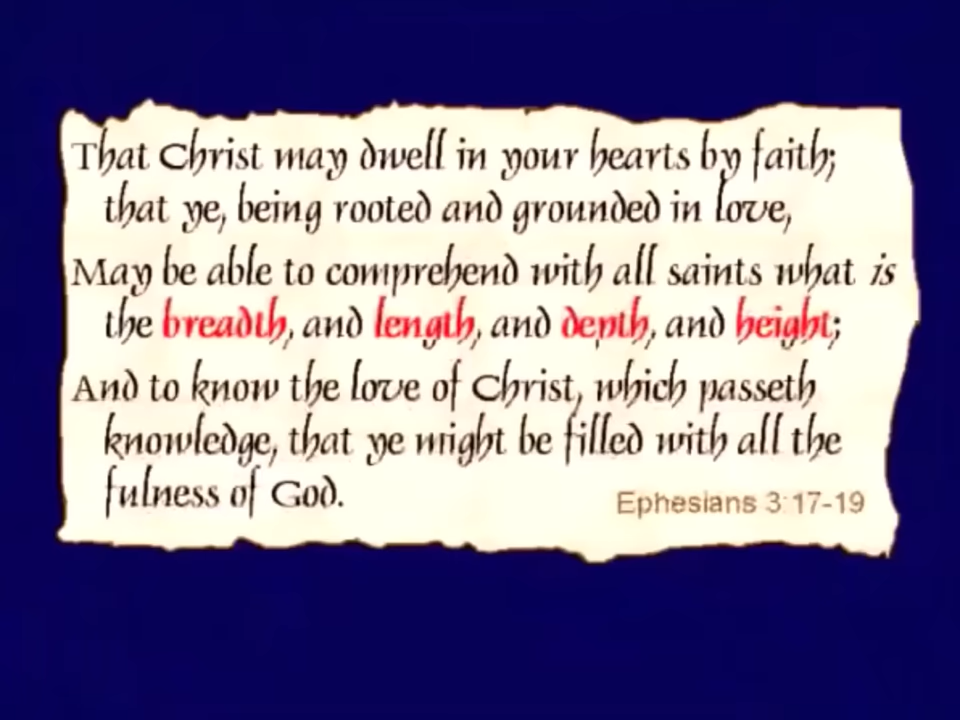 That Christ may dwell in your hearts by faith;
that ye, being rooted and grounded in love,
May be able to comprehend with all saints what is
the breadth, and length, and depth, and height;
And to know the love of Christ, which passeth
knowledge, that ye might be filled with all the
fulness of God.
Ephesians 3:17-19